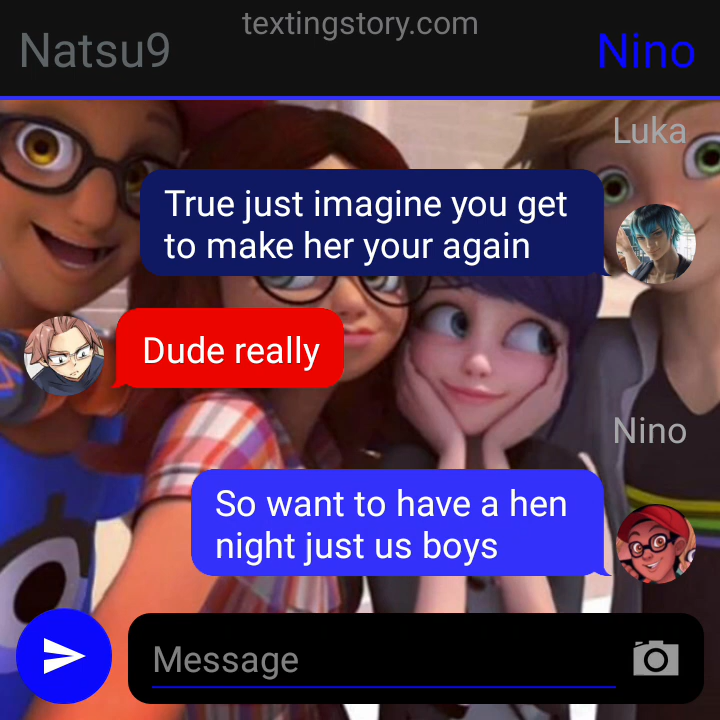 textingstory.com
Natsu9
Nino
Luka
True just imagine you get
to make her your again
Dude really
Nino
So want to have a hen
night just us boys
Message